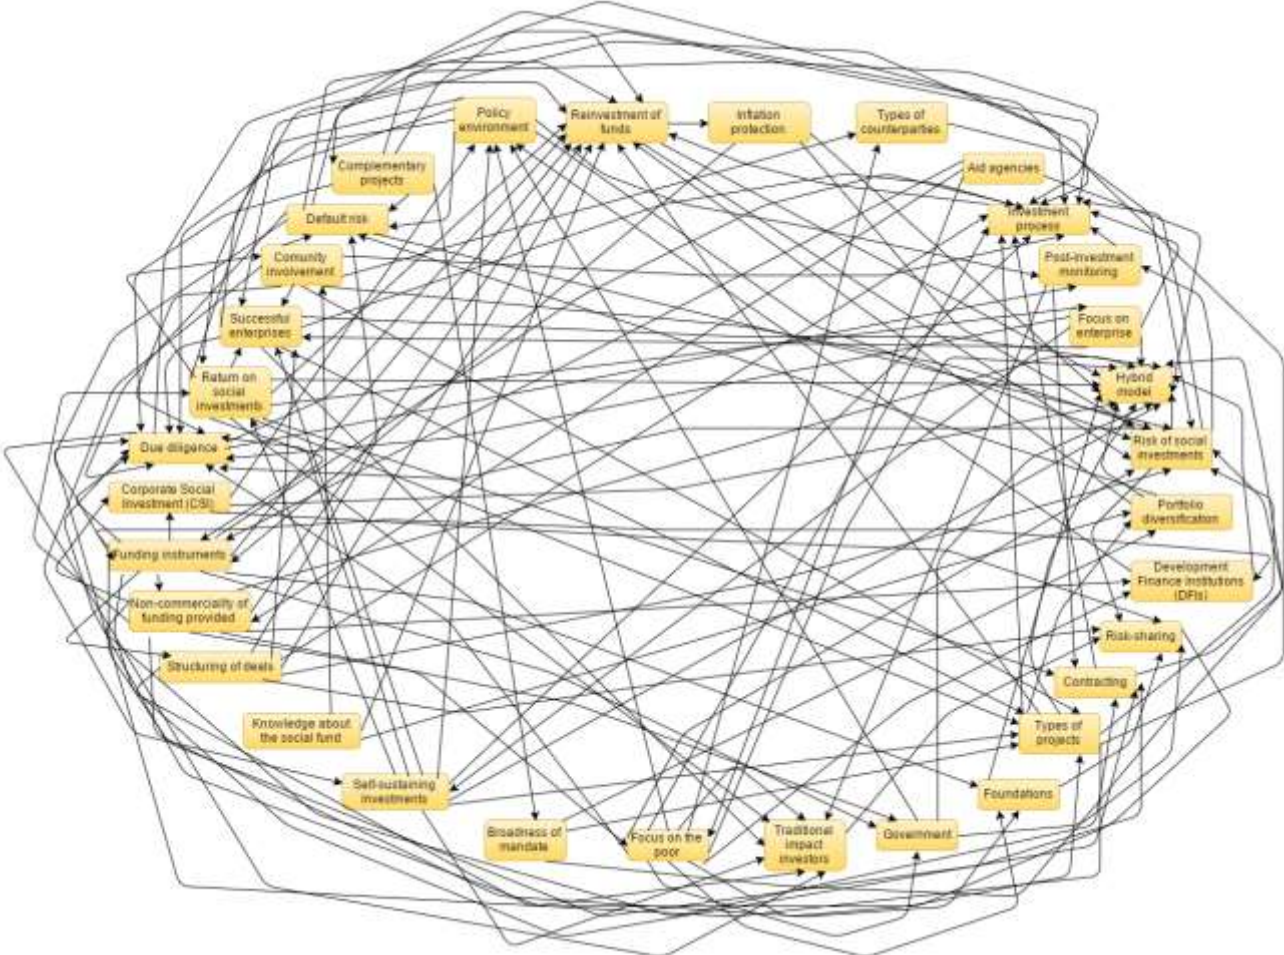 Policy
environment
Reinvestment of
funds
Inflation
protection
Types of
counterparties
Complementary
projects
Aid agencies
Default risk
Investment
process
Comunity
involvement
Post-investment
monitoring
Successful
enterprises
Focus on
enterprise
Return on
social
investments
Hybrid
model
Due diligence
Risk of social
investments
Corporate Social
Investment (CSI)
Portfolio
diversification
Funding instruments
Development
Finance institutions
(DFIs)
Non-commerciality of
funding provided
Risk-sharing
Structuring of deals
Contracting
Knowledge about
the social fund
Types of
projects
Self-sustaining
investments
Foundations
Broadness of
mandate
Focus on the
poor
Traditional
impact
investors
Government